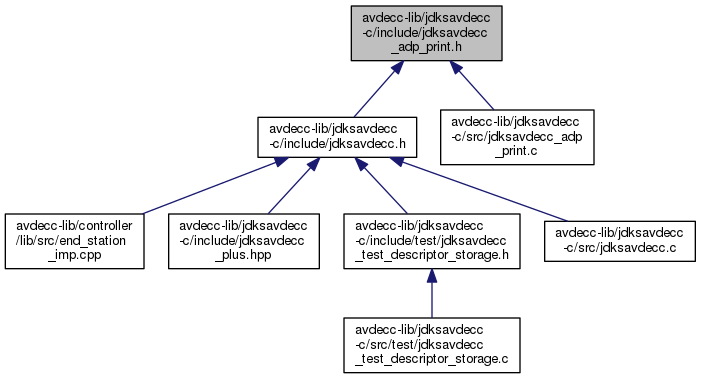 avdecc-lib/jdksavdecc
-c/include/jdksavdecc
_adp_print.h
avdecc-lib/jdksavdecc
-c/include/jdksavdecc.h
avdecc-lib/jdksavdecc
-c/src/jdksavdecc_adp
_print.c
avdecc-lib/controller
/lib/src/end_station
_imp.cpp
avdecc-lib/jdksavdecc
-c/include/jdksavdecc
_plus.hpp
avdecc-lib/jdksavdecc
-c/include/test/jdksavdecc
_test_descriptor_storage.h
avdecc-lib/jdksavdecc
-c/src/jdksavdecc.c
avdecc-lib/jdksavdecc
-c/src/test/jdksavdecc
_test_descriptor_storage.c